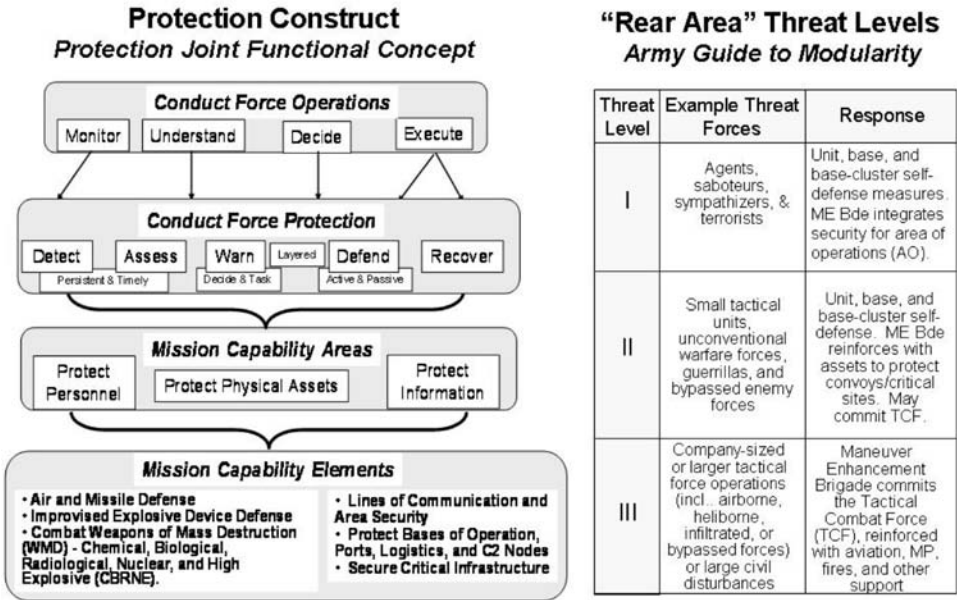 Protection Construct
Protection Joint Functional Concept
Conduct Force Operations
Monitor
Understand
Decide
Execute
Conduct Force Protection
Detect
Assess
Warn
Layered
Defend
Recover
Persistent & Timely
Decide & Task
Active & Passive
Mission Capability Areas
Protect
Personnel
Protect Physical Assets
Protect
Information
Mission Capability Elements
• Air and Missile Defense
• Improvised Explosive Device Defense
• Combat Weapons of Mass Destruction
(WMD) - Chemical, Biological,
Radiological, Nuclear, and High
Explosive (CBRNE).
• Lines of Communication and
Area Security
• Protect Bases of Operation,
Ports, Logistics, and C2 Nodes
• Secure Critical Infrastructure
“Rear Area” Threat Levels
Army Guide to Modularity
Threat
Level
Example Threat
Forces
Response
I
Agents,
saboteurs,
sympathizers, &
terrorists
Unit, base, and
base-cluster self-
defense measures.
ME Bde integrates
security for area of
operations (AO).
II
Small tactical
units,
unconventional
warfare forces,
guerrillas, and
bypassed enemy
forces
Unit, base, and
base-cluster self-
defense. ME Bde
reinforces with
assets to protect
convoys/critical
sites. May
commit TCF.
III
Company-sized
or larger tactical
force operations
(incl.. airborne,
heliborne,
infiltrated, or
bypassed forces)
or large civil
disturbances
Maneuver
Enhancement
Brigade commits
the Tactical
Combat Force
(TCF), reinforced
with aviation, MP,
fires, and other
support